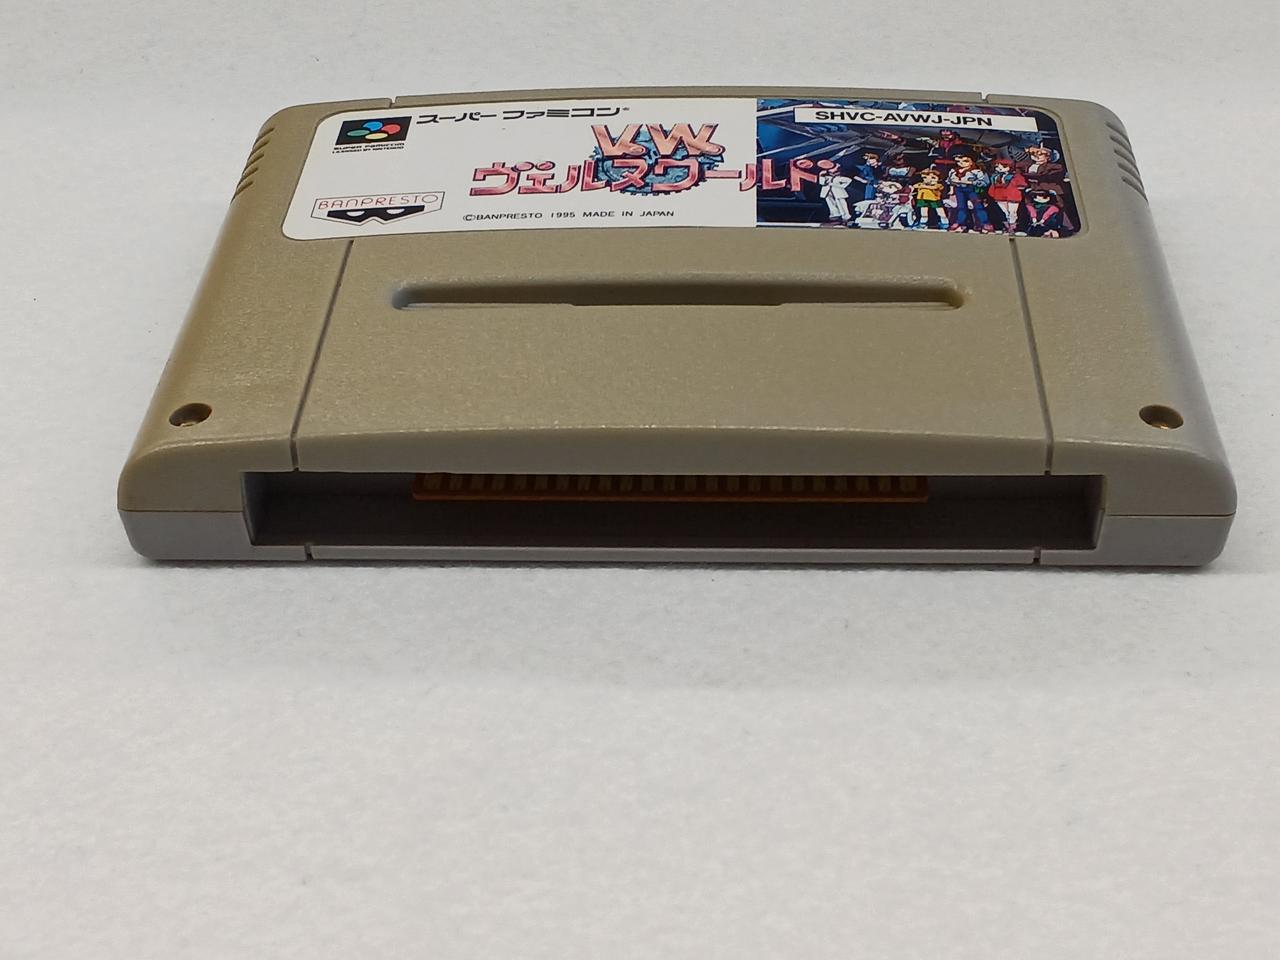 スーパーファミコン®
SHVC-AVWJ-JPN
SUPER FAMICOM
LICENSED BY NINTENDO
V.W.
ヴェルヌワールド
BANPRESTO
©BANPRESTO 1995 MADE IN JAPAN